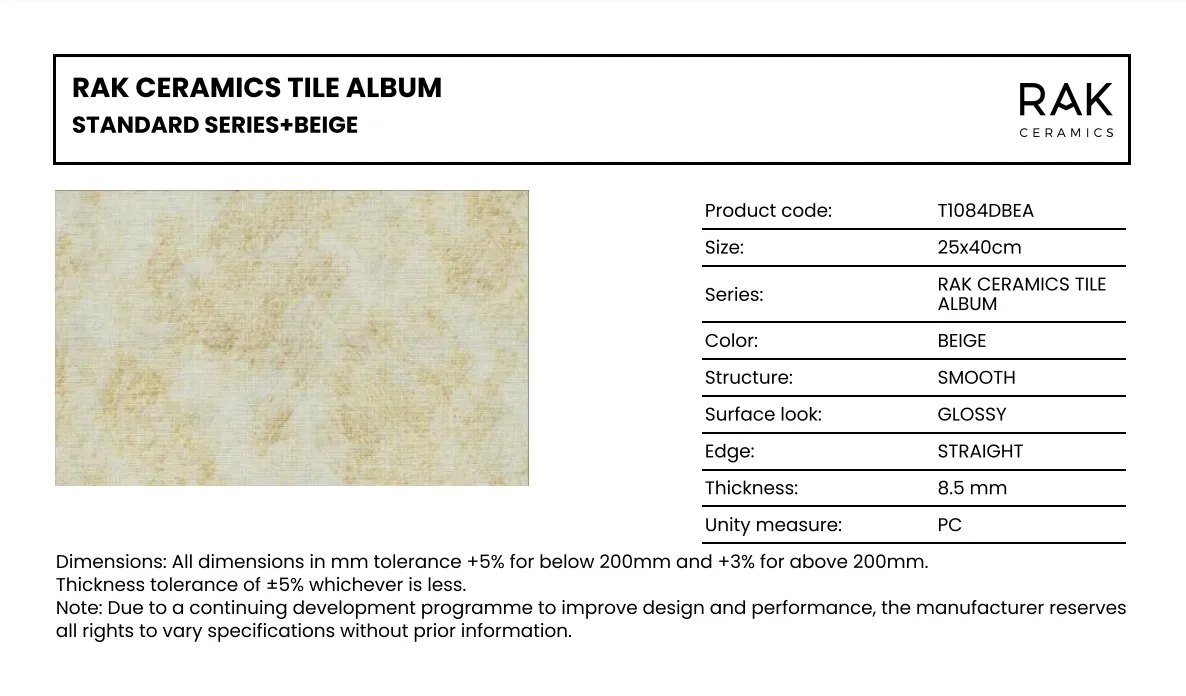 RAK CERAMICS TILE ALBUM
STANDARD SERIES+BEIGE
RAK
CERAMICS
Product code: T1084DBEA
Size: 25x40cm
Series: RAK CERAMICS TILE
ALBUM
Color: BEIGE
Structure: SMOOTH
Surface look: GLOSSY
Edge: STRAIGHT
Thickness: 8.5 mm
Unity measure: PC
Dimensions: All dimensions in mm tolerance +5% for below 200mm and +3% for above 200mm.
Thickness tolerance of ±5% whichever is less.
Note: Due to a continuing development programme to improve design and performance, the manufacturer reserves
all rights to vary specifications without prior information.